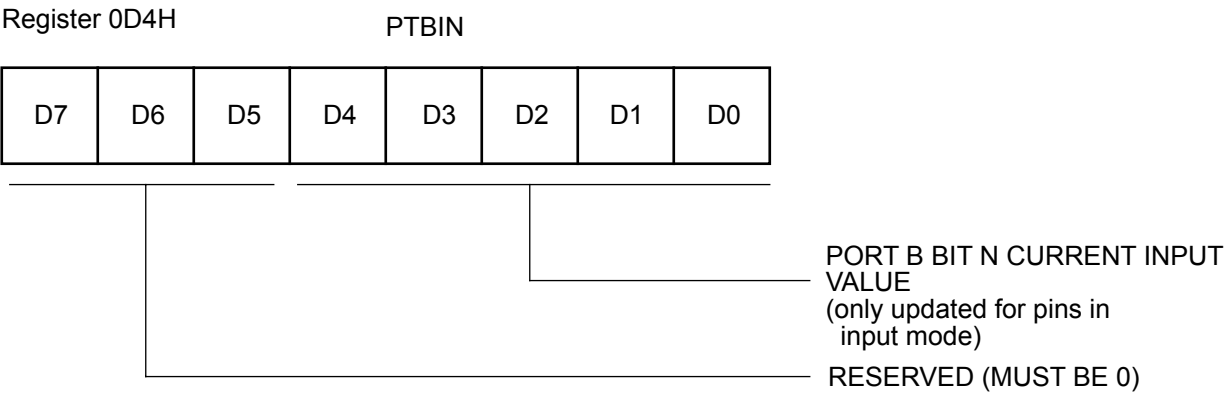 Register 0D4H
PTBIN
D7 D6 D5 D4 D3 D2 D1 D0
PORT B BIT N CURRENT INPUT
VALUE
(only updated for pins in
input mode)
RESERVED (MUST BE 0)